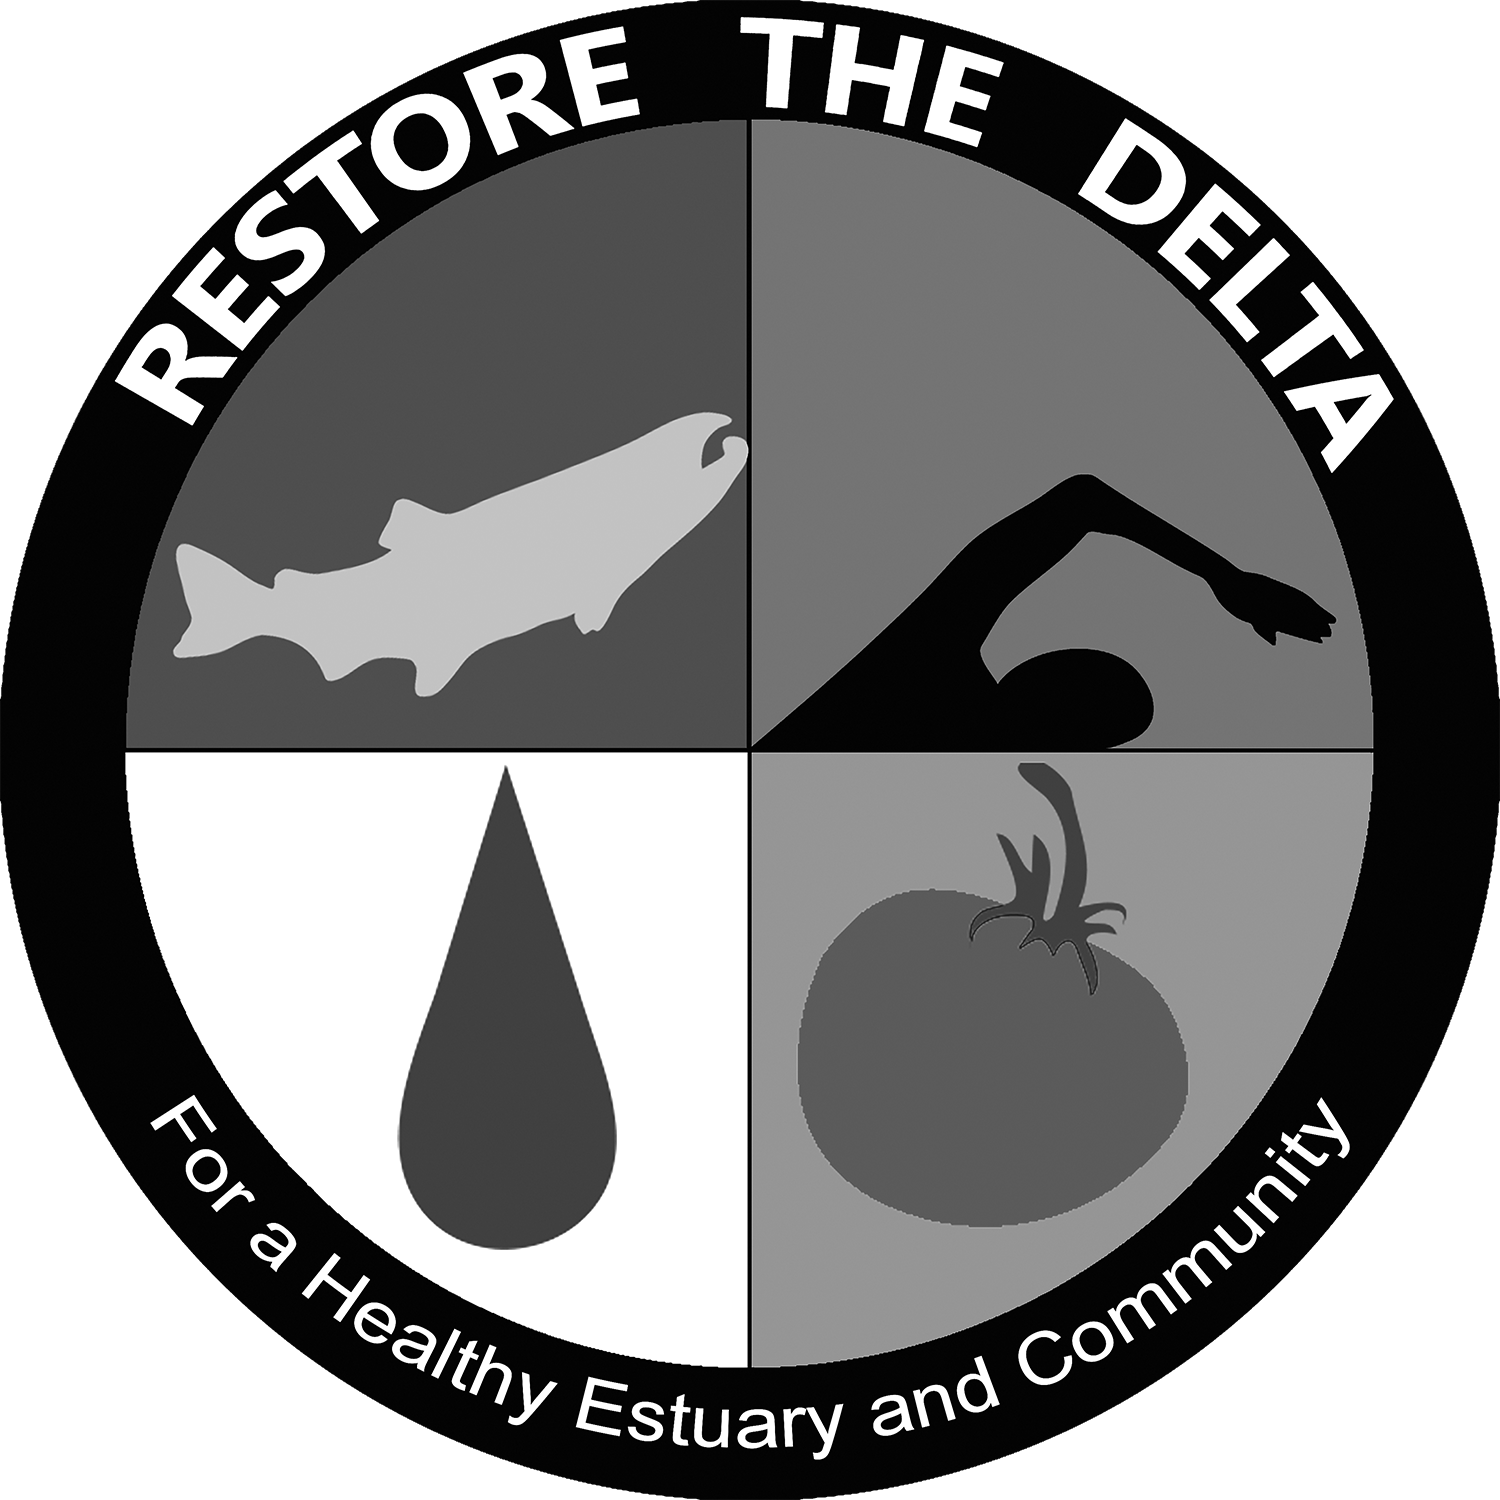 RESTORE THE DELTA
For a Healthy Estuary and Community